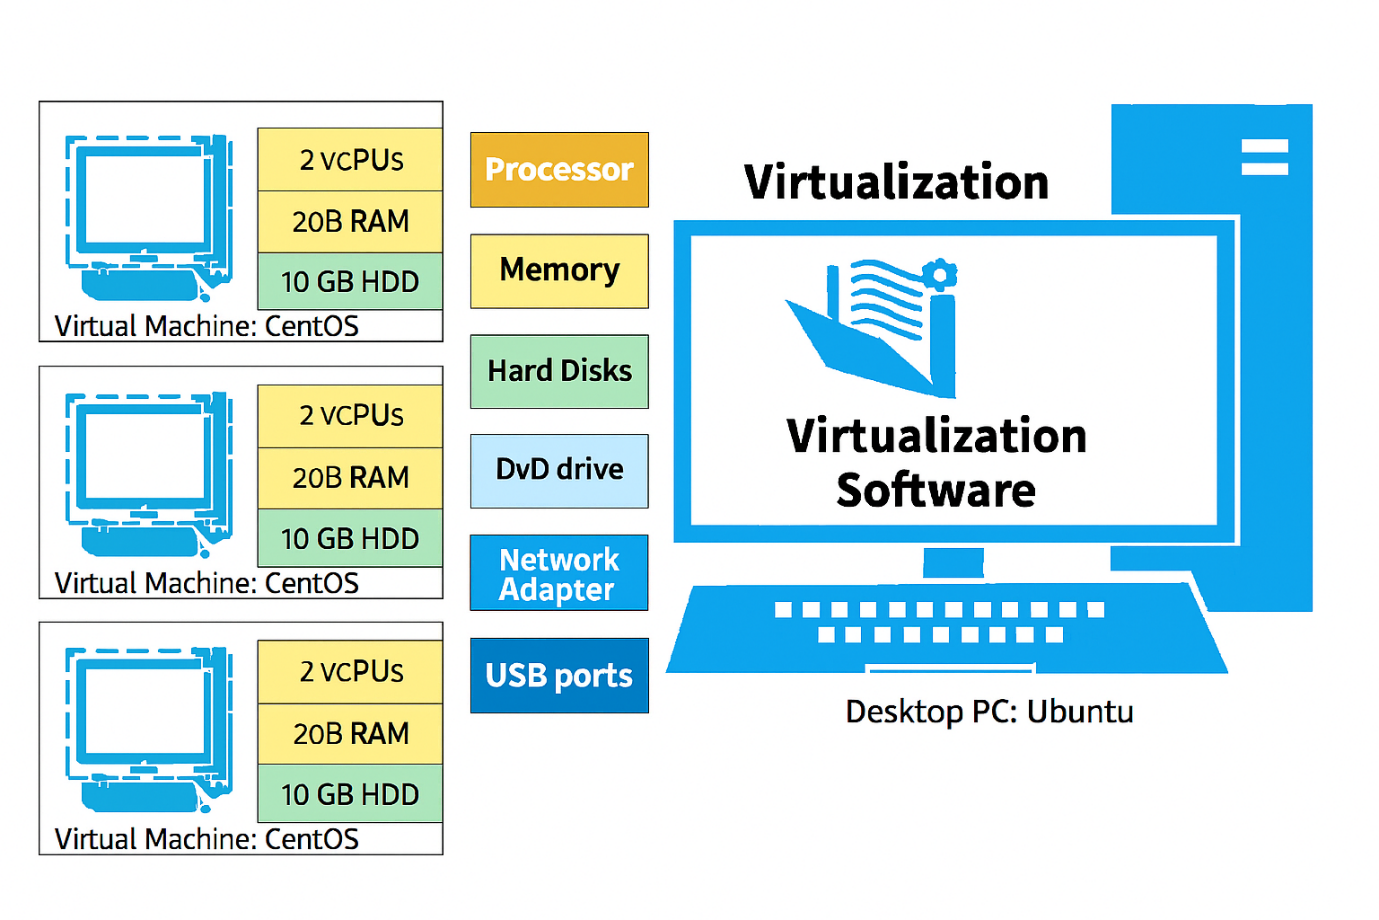 2 vCPUs
20B RAM
10 GB HDD
Virtual Machine: CentOS
2 vCPUs
20B RAM
10 GB HDD
Virtual Machine: CentOS
2 vCPUs
20B RAM
10 GB HDD
Virtual Machine: CentOS
Processor
Memory
Hard Disks
DvD drive
Network
Adapter
USB ports
Virtualization
Virtualization
Software
Desktop PC: Ubuntu